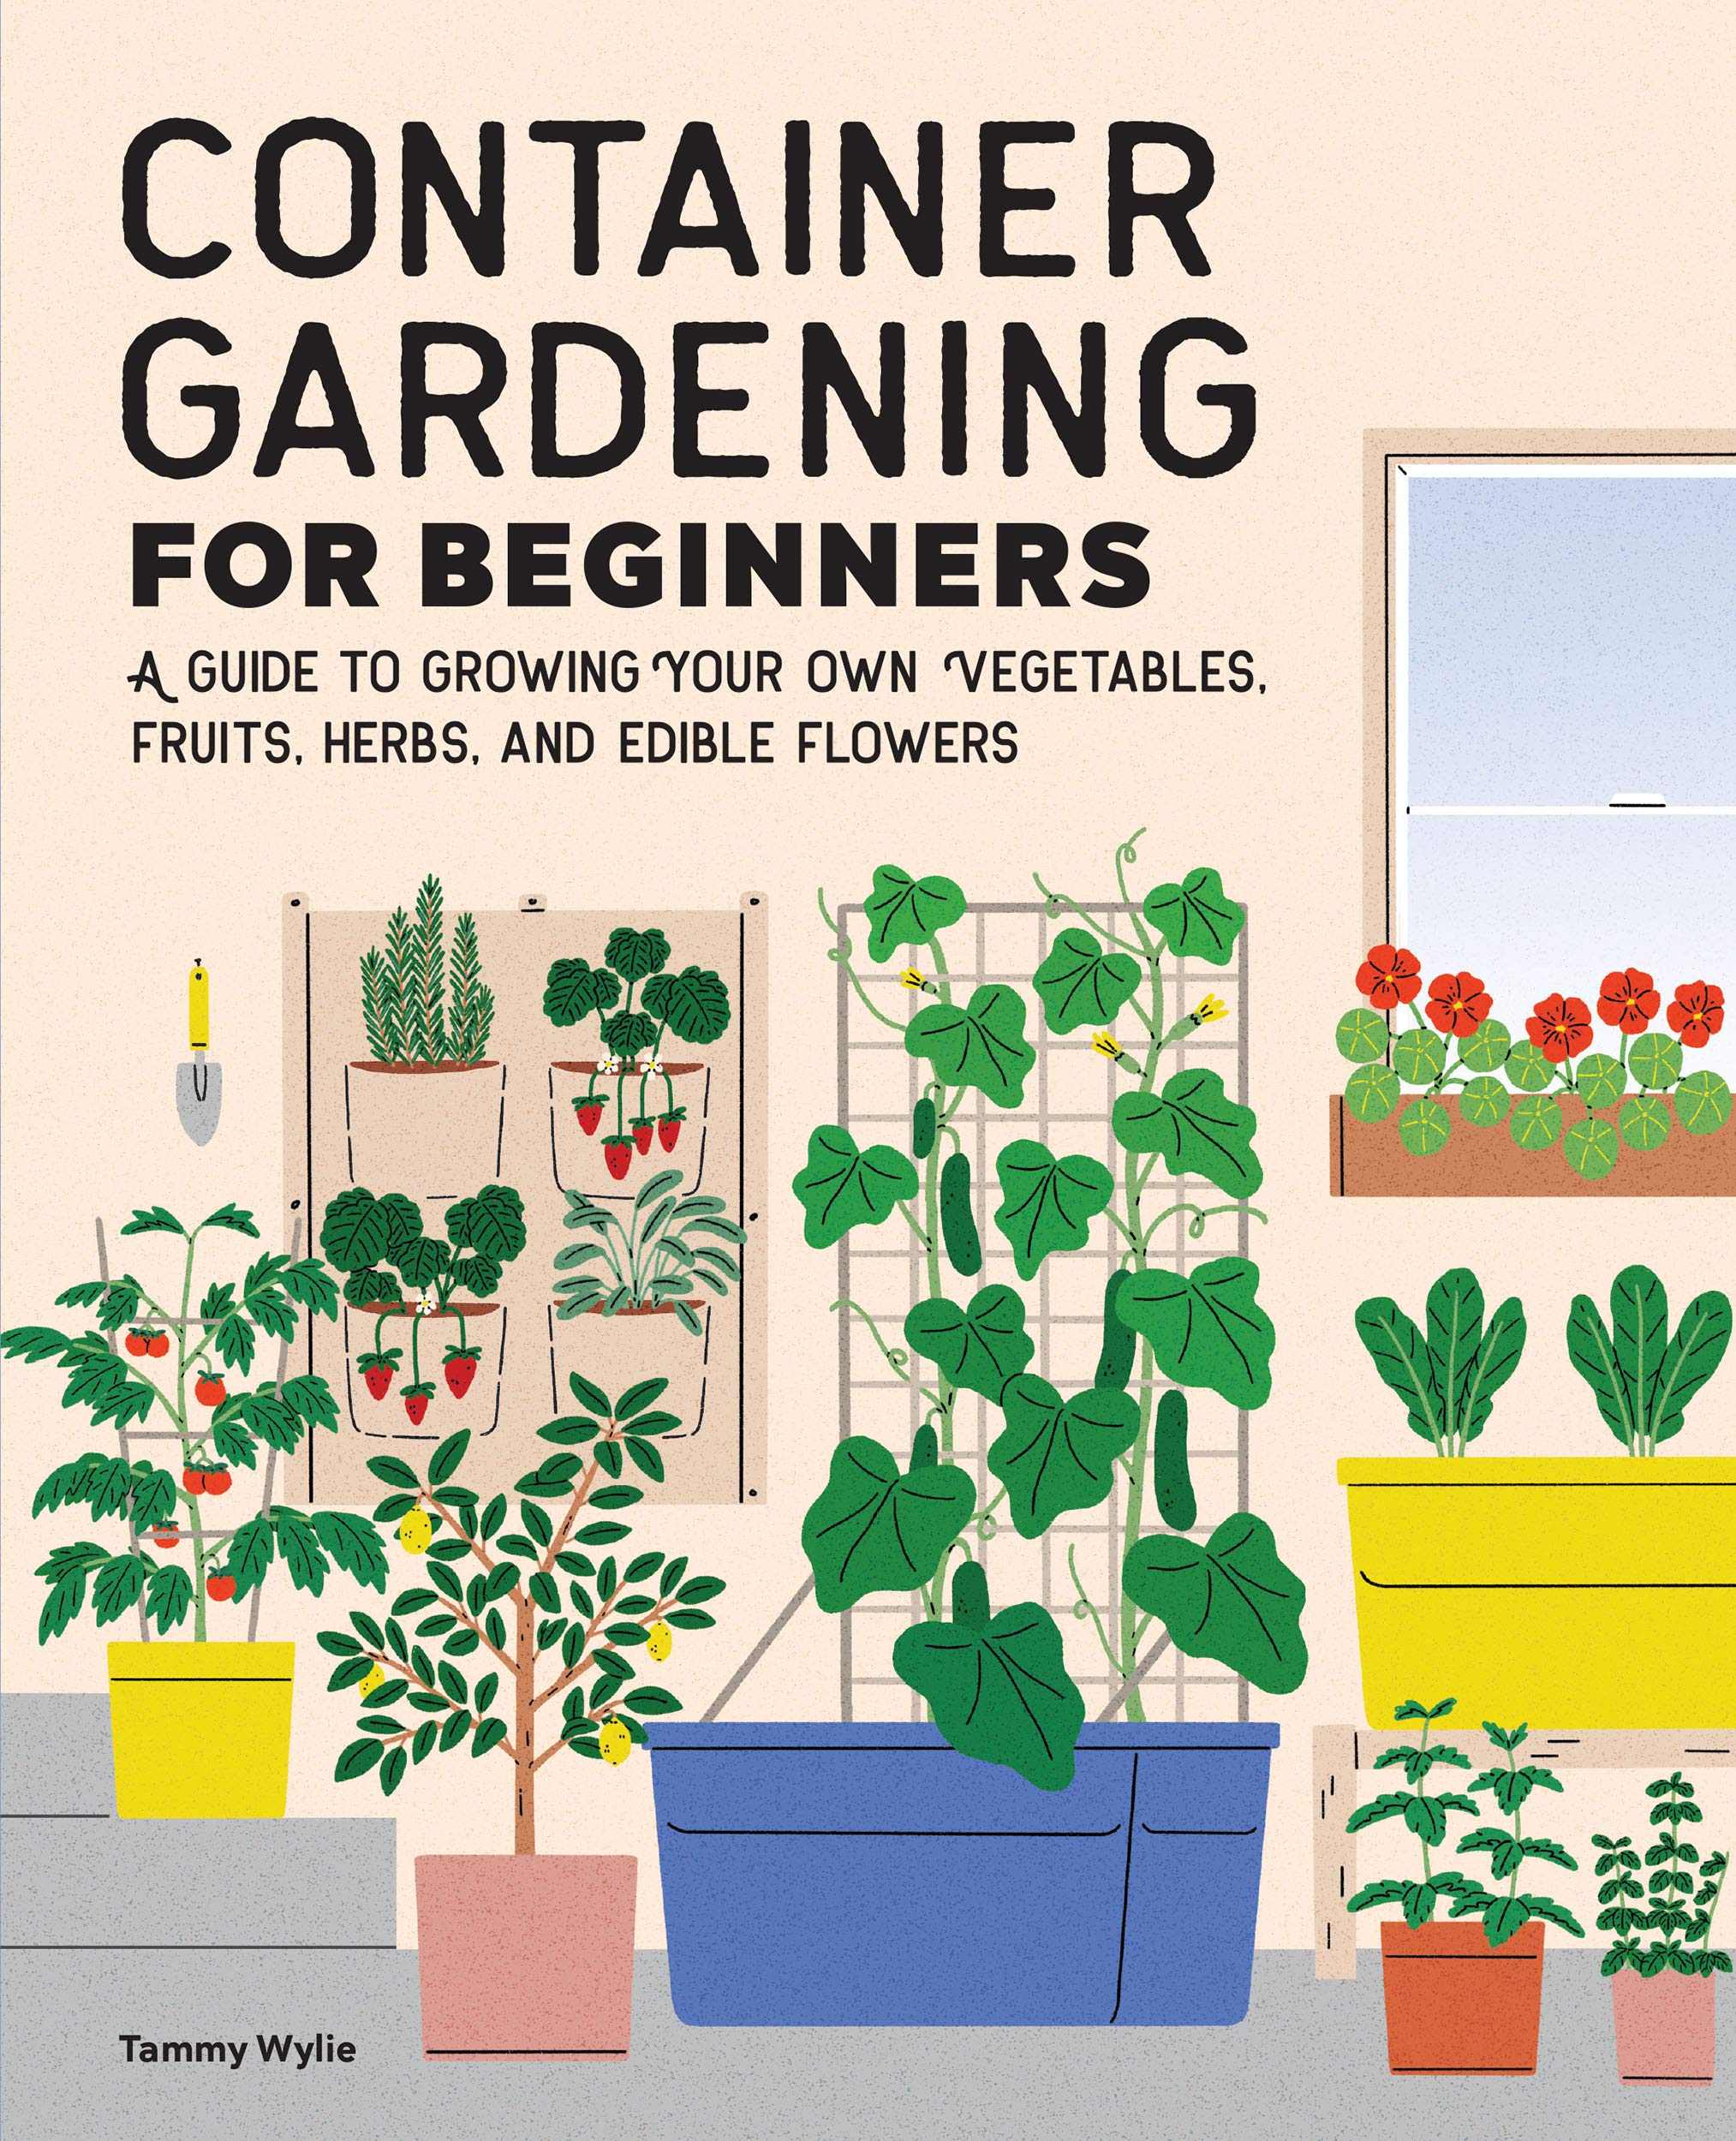 CONTAINER
GARDENING
FOR BEGINNERS
A GUIDE TO GROWING YOUR OWN VEGETABLES,
FRUITS, HERBS, AND EDIBLE FLOWERS
Tammy Wylie